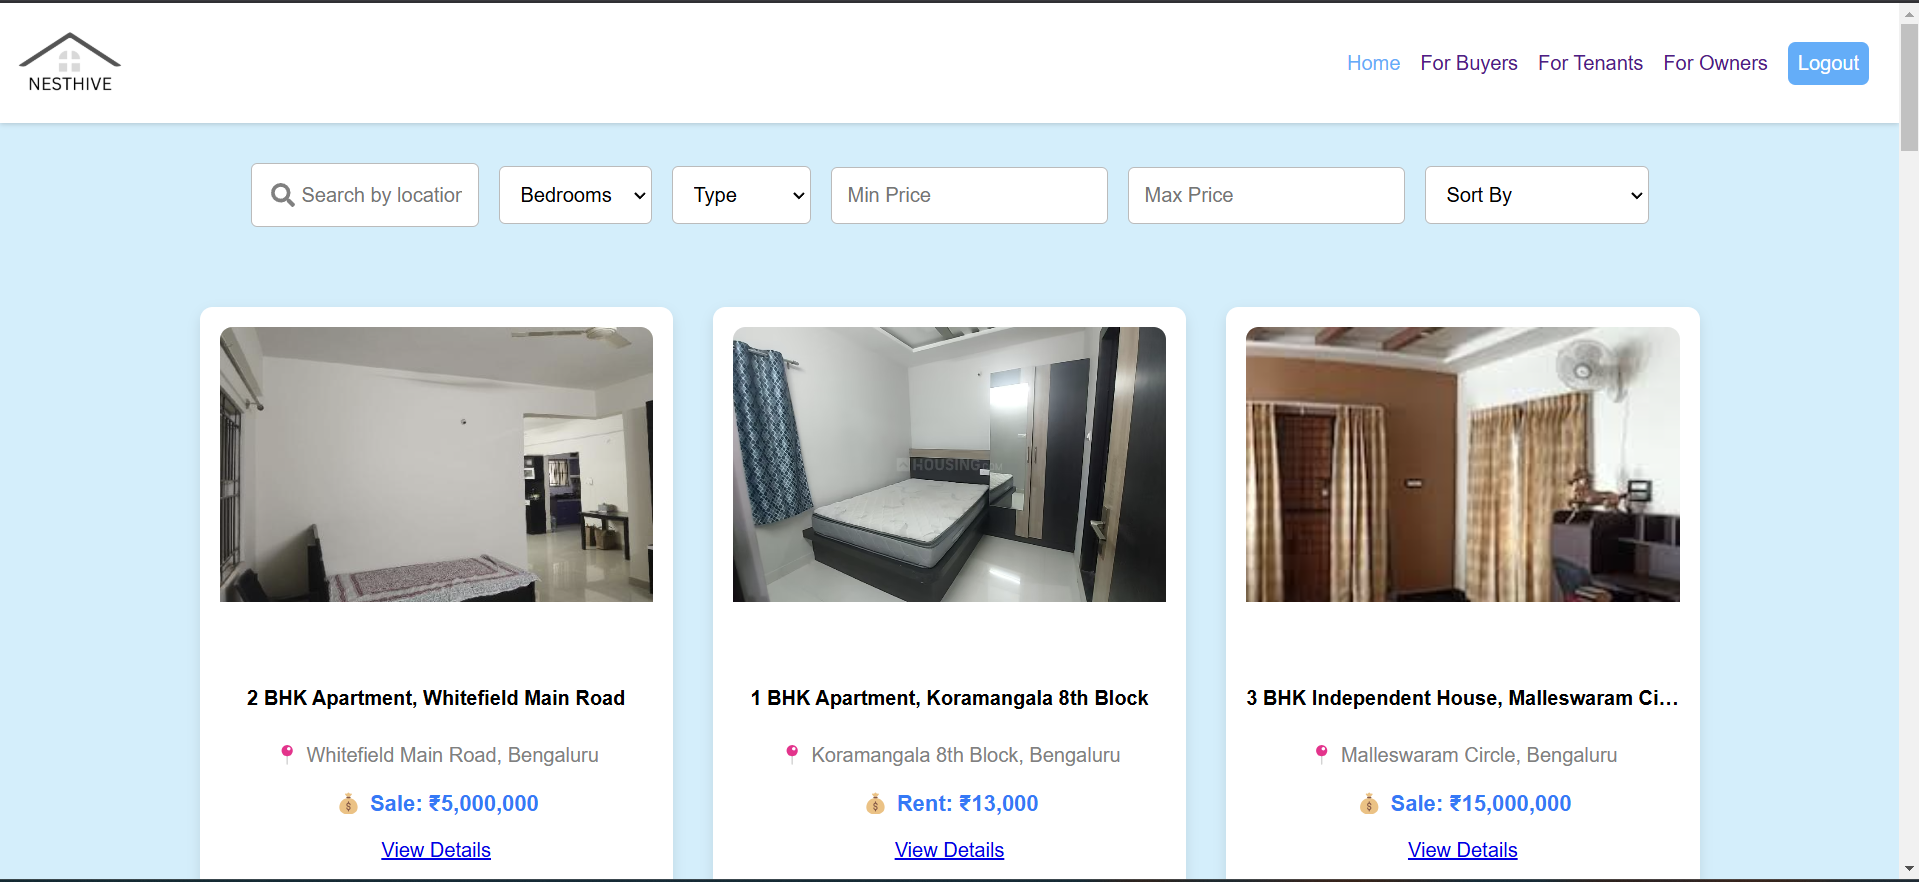 NESTHIVE
Home For Buyers For Tenants For Owners Logout
Search by location Bedrooms Type Min Price Max Price Sort By
HOUSING.COM
2 BHK Apartment, Whitefield Main Road
Whitefield Main Road, Bengaluru
Sale: ₹5,000,000
View Details
1 BHK Apartment, Koramangala 8th Block
Koramangala 8th Block, Bengaluru
Rent: ₹13,000
View Details
3 BHK Independent House, Malleswaram Ci...
Malleswaram Circle, Bengaluru
Sale: ₹15,000,000
View Details